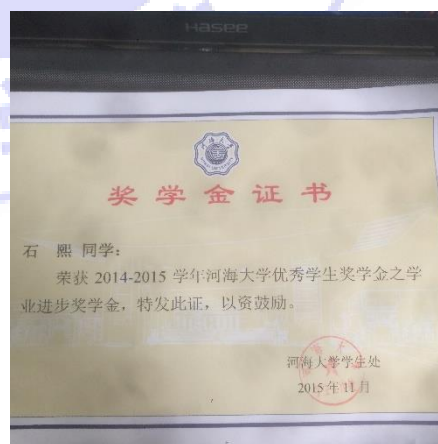 Hasee
奖学金证书
石 熙 同学：
荣获 2014-2015 学年河海大学优秀学生奖学金之学
业进步奖学金，特发此证，以资鼓励。
河海大学学生处
2015年11月